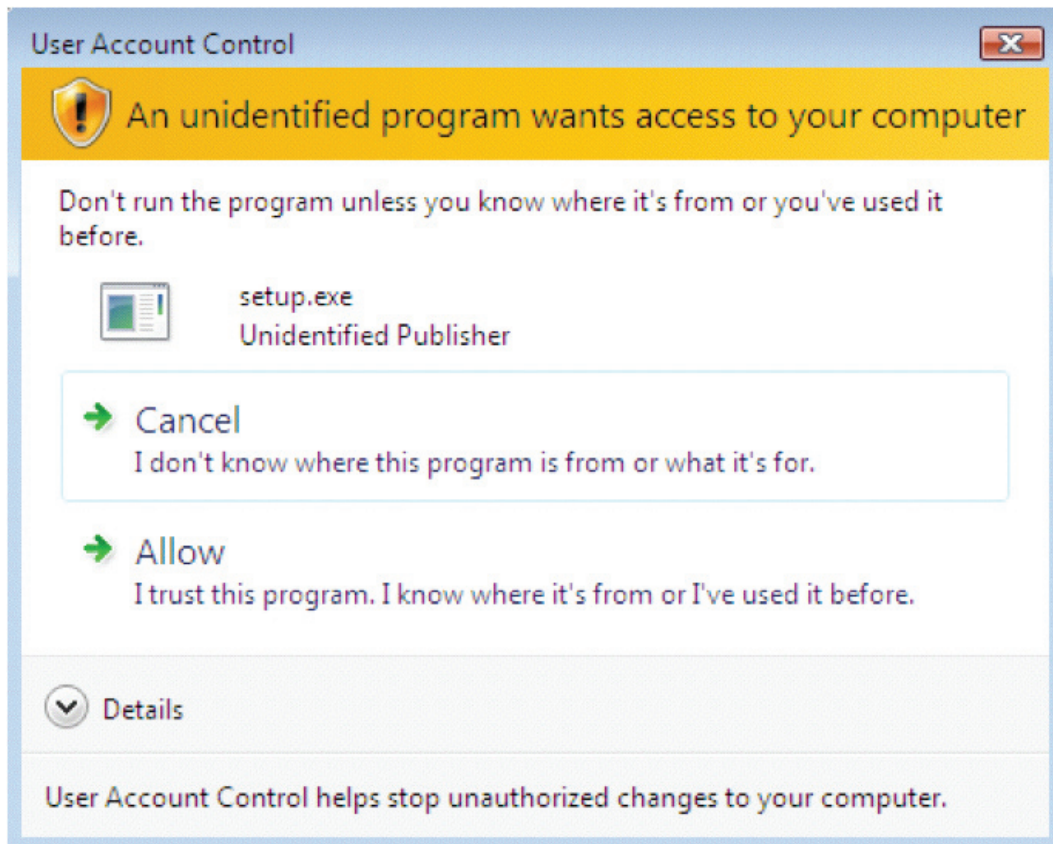 User Account Control
An unidentified program wants access to your computer
Don't run the program unless you know where it's from or you've used it
before.
setup.exe
Unidentified Publisher
Cancel
I don't know where this program is from or what it's for.
Allow
I trust this program. I know where it's from or I've used it before.
Details
User Account Control helps stop unauthorized changes to your computer.